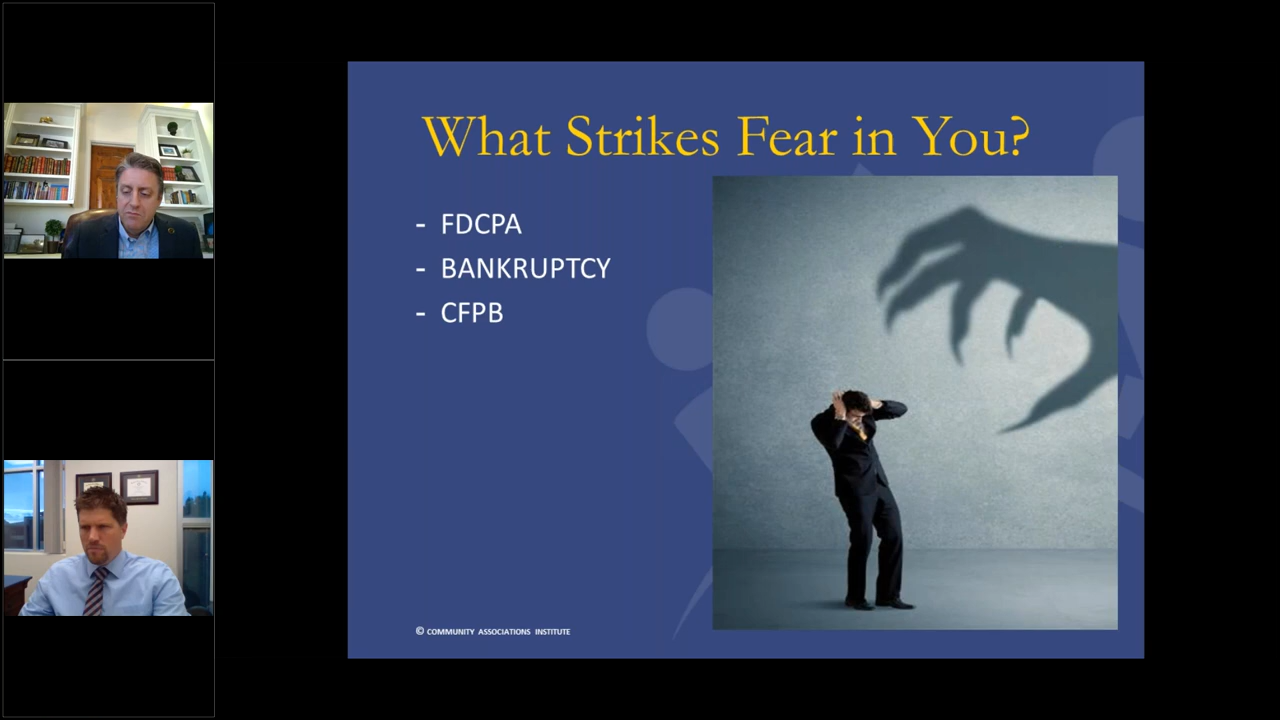 What Strikes Fear in You?
- FDCPA
- BANKRUPTCY
- CFPB
© COMMUNITY ASSOCIATIONS INSTITUTE